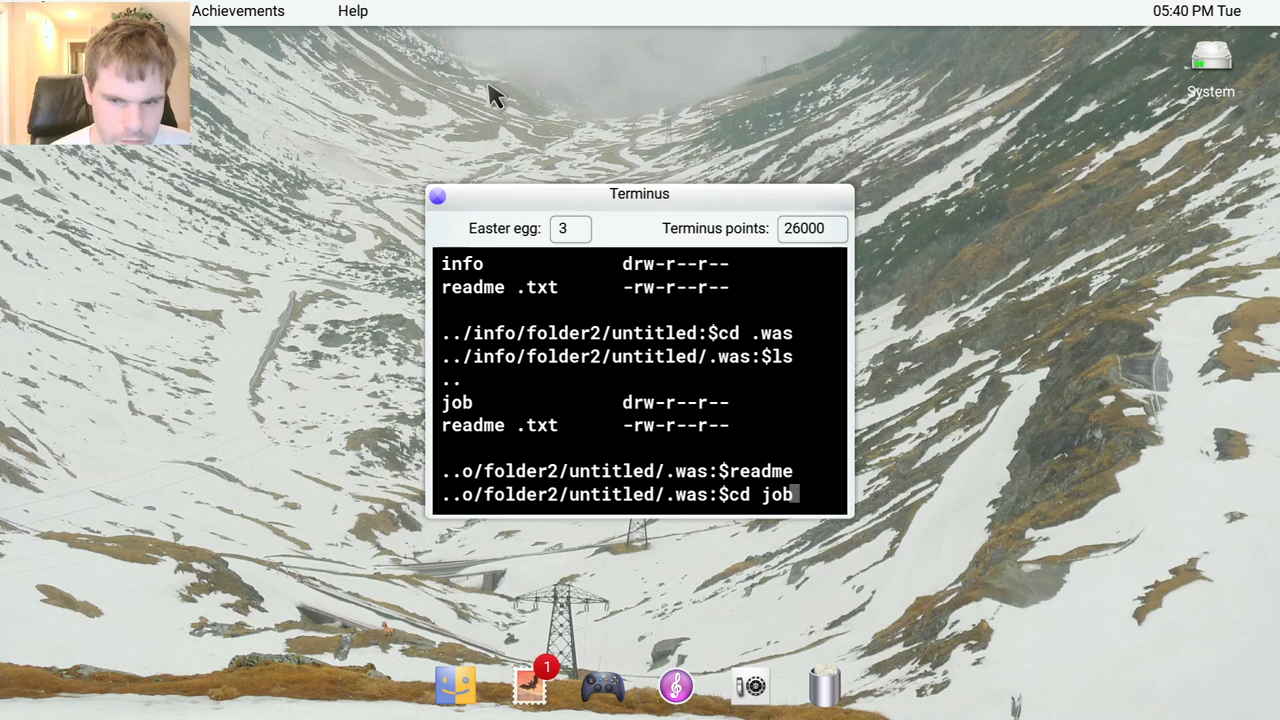 Achievements Help 05:40 PM Tue
System
Terminus
Easter egg: 3 Terminus points: 26000
info drw-r--r--
readme .txt -rw-r--r--
../info/folder2/untitled:$cd .was
../info/folder2/untitled/.was:$ls
..
job drw-r--r--
readme .txt -rw-r--r--
..o/folder2/untitled/.was:$readme
..o/folder2/untitled/.was:$cd job
1